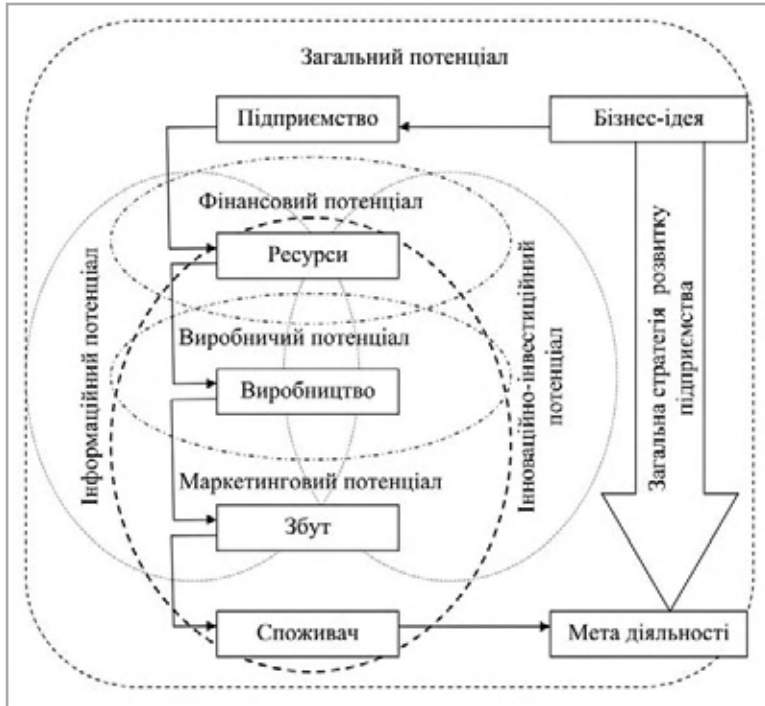 Загальний потенціал
Підприємство
Бізнес-ідея
Фінансовий потенціал
Ресурси
Інформаційний потенціал
Інноваційно-інвестиційний
потенціал
Загальна стратегія розвитку
підприємства
Виробничий потенціал
Виробництво
Маркетинговий потенціал
Збут
Споживач
Мета діяльності